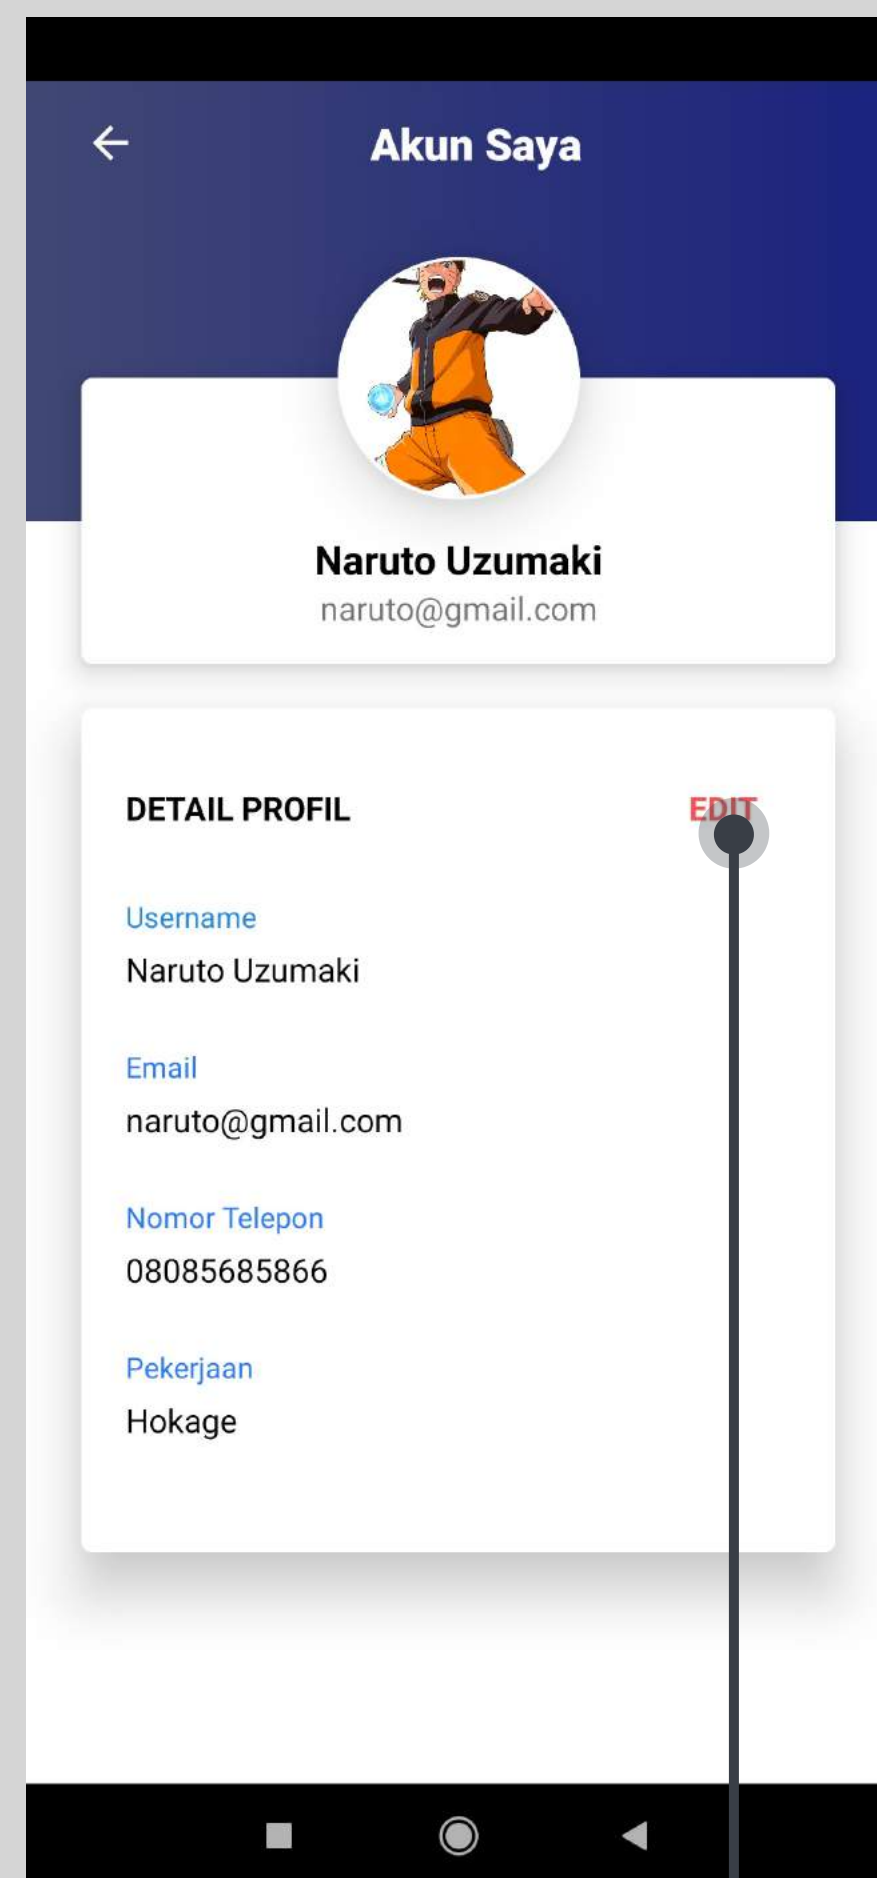 Akun Saya
Naruto Uzumaki
naruto@gmail.com
DETAIL PROFIL
EDIT
Username
Naruto Uzumaki
Email
naruto@gmail.com
Nomor Telepon
08085685866
Pekerjaan
Hokage